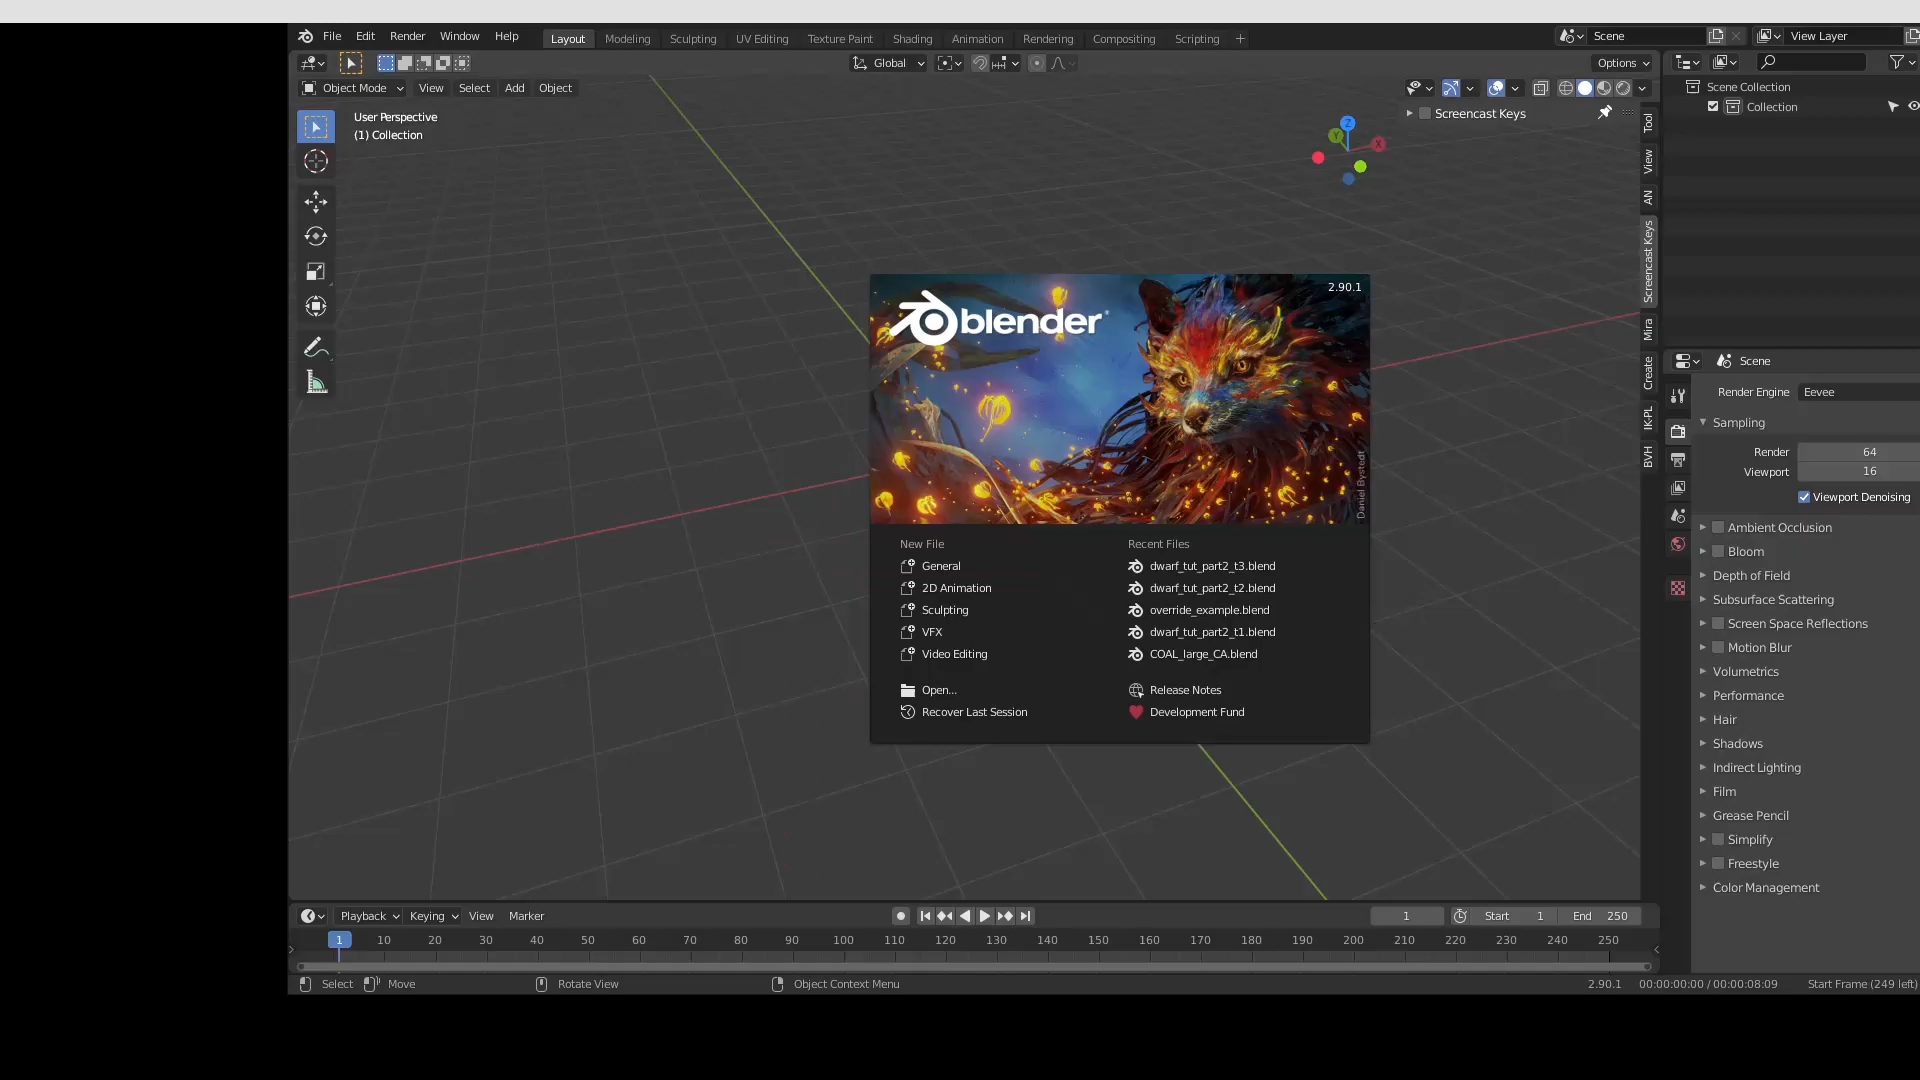 File Edit Render Window Help Layout Modeling Sculpting UV Editing Texture Paint Shading Animation Rendering Compositing Scripting + Scene View Layer
Global Options
Object Mode View Select Add Object
User Perspective
(1) Collection
Screencast Keys
Z
Y
X
Tool
View
AN
Screencast Keys
Mira
Create
IK-PL
BVH
Scene Collection
Collection
Scene
Render Engine Eevee
Sampling
Render 64
Viewport 16
Viewport Denoising
Ambient Occlusion
Bloom
Depth of Field
Subsurface Scattering
Screen Space Reflections
Motion Blur
Volumetrics
Performance
Hair
Shadows
Indirect Lighting
Film
Grease Pencil
Simplify
Freestyle
Color Management
2.90.1
blender
Daniel Bystedt
New File
General
2D Animation
Sculpting
VFX
Video Editing
Open...
Recover Last Session
Recent Files
dwarf_tut_part2_t3.blend
dwarf_tut_part2_t2.blend
override_example.blend
dwarf_tut_part2_t1.blend
COAL_large_CA.blend
Release Notes
Development Fund
Playback Keying View Marker 1 Start 1 End 250
1 10 20 30 40 50 60 70 80 90 100 110 120 130 140 150 160 170 180 190 200 210 220 230 240 250
Select Move Rotate View Object Context Menu 2.90.1 00:00:00:00 / 00:00:08:09 Start Frame (249 left)